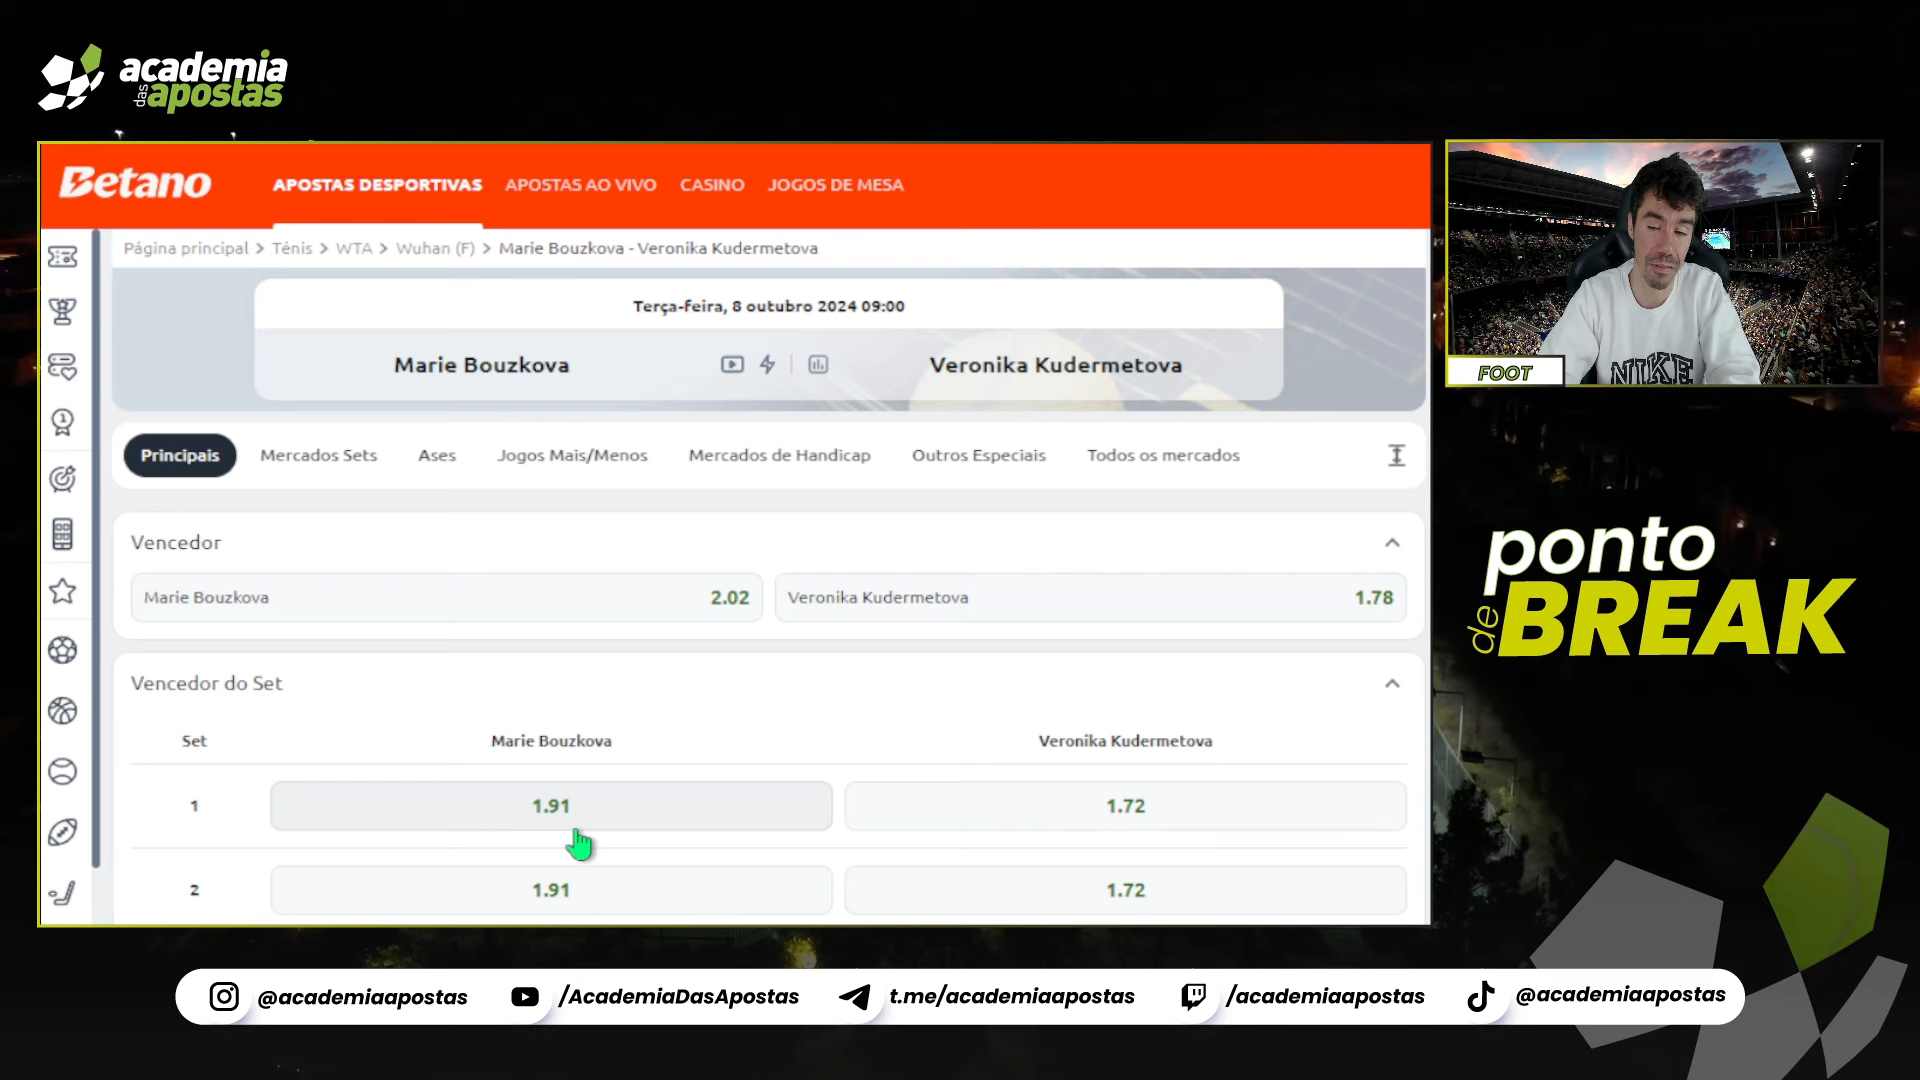 academia
das apostas
Betano
APOSTAS DESPORTIVAS
APOSTAS AO VIVO
CASINO
JOGOS DE MESA
Página principal > Ténis > WTA > Wuhan (F) > Marie Bouzkova - Veronika Kudermetova
Terça-feira, 8 outubro 2024 09:00
Marie Bouzkova
Veronika Kudermetova
Principais
Mercados Sets
Ases
Jogos Mais/Menos
Mercados de Handicap
Outros Especiais
Todos os mercados
Vencedor
Marie Bouzkova 2.02
Veronika Kudermetova 1.78
Vencedor do Set
Set Marie Bouzkova Veronika Kudermetova
1 1.91 1.72
2 1.91 1.72
NIKE
FOOT
ponto
de BREAK
@academiaapostas
/AcademiaDasApostas
t.me/academiaapostas
/academiaapostas
@academiaapostas